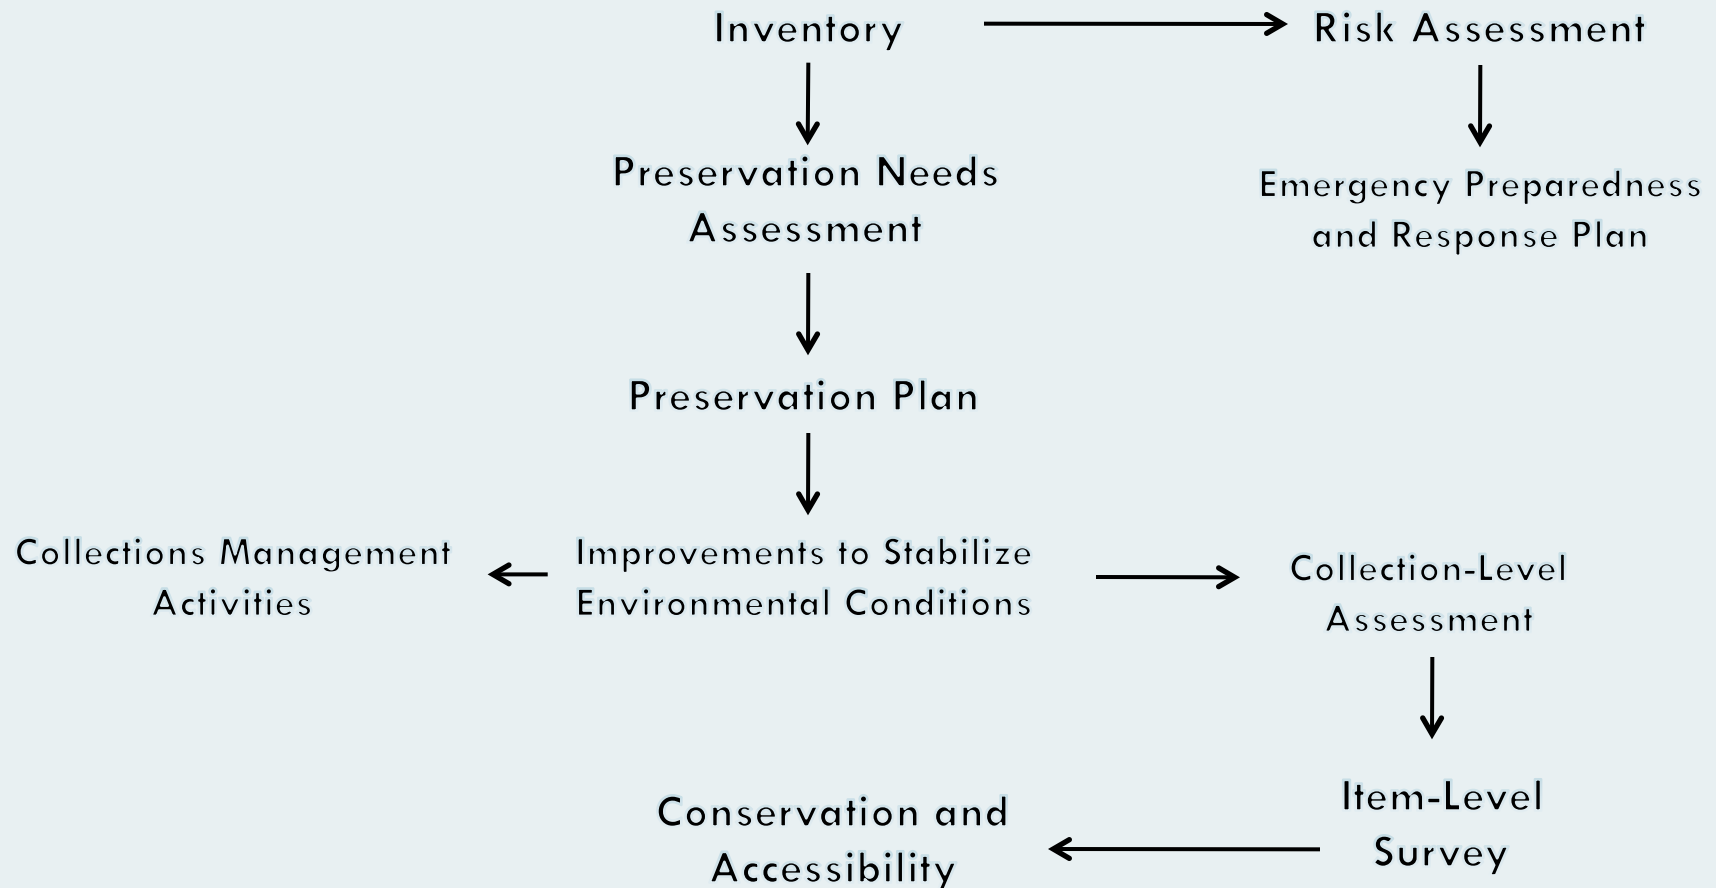 Inventory
Risk Assessment
Preservation Needs
Assessment
Emergency Preparedness
and Response Plan
Preservation Plan
Collections Management
Activities
Improvements to Stabilize
Environmental Conditions
Collection-Level
Assessment
Item-Level
Survey
Conservation and
Accessibility